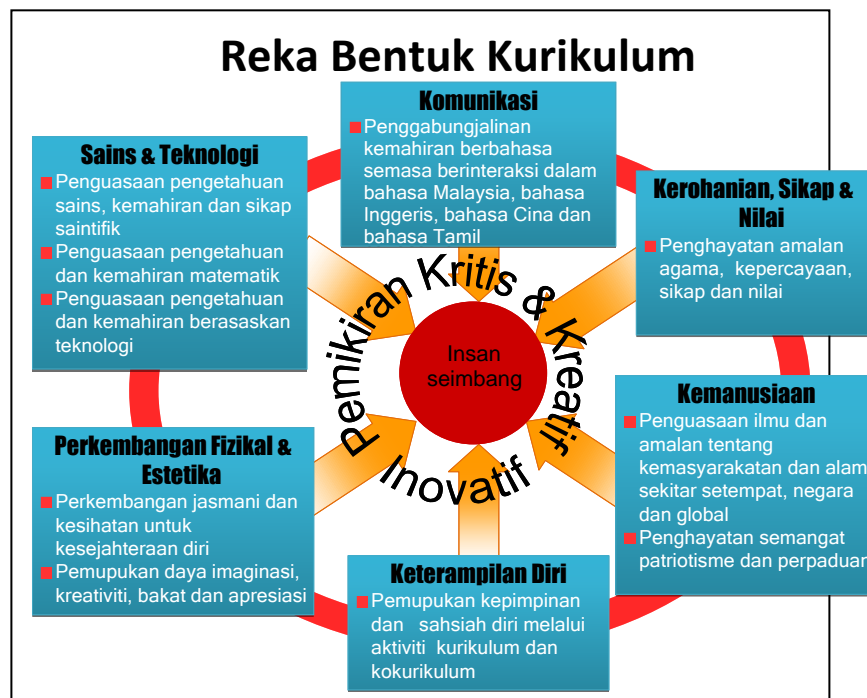 Reka Bentuk Kurikulum
Komunikasi
Penggabungjalinan
kemahiran berbahasa
semasa berinteraksi dalam
bahasa Malaysia, bahasa
Inggeris, bahasa Cina dan
bahasa Tamil
Sains & Teknologi
Penguasaan pengetahuan
sains, kemahiran dan sikap
saintifik
Penguasaan pengetahuan
dan kemahiran matematik
Penguasaan pengetahuan
dan kemahiran berasaskan
teknologi
Kerohanian, Sikap &
Nilai
Penghayatan amalan
agama, kepercayaan,
sikap dan nilai
Pemikiran Kritis & Kreatif
Inovatif
Insan
seimbang
Kemanusiaan
Penguasaan ilmu dan
amalan tentang
kemasyarakatan dan alam
sekitar setempat, negara
dan global
Penghayatan semangat
patriotisme dan perpaduan
Perkembangan Fizikal &
Estetika
Perkembangan jasmani dan
kesihatan untuk
kesejahteraan diri
Pemupukan daya imaginasi,
kreativiti, bakat dan apresiasi
Keterampilan Diri
Pemupukan kepimpinan
dan sahsiah diri melalui
aktiviti kurikulum dan
kokurikulum